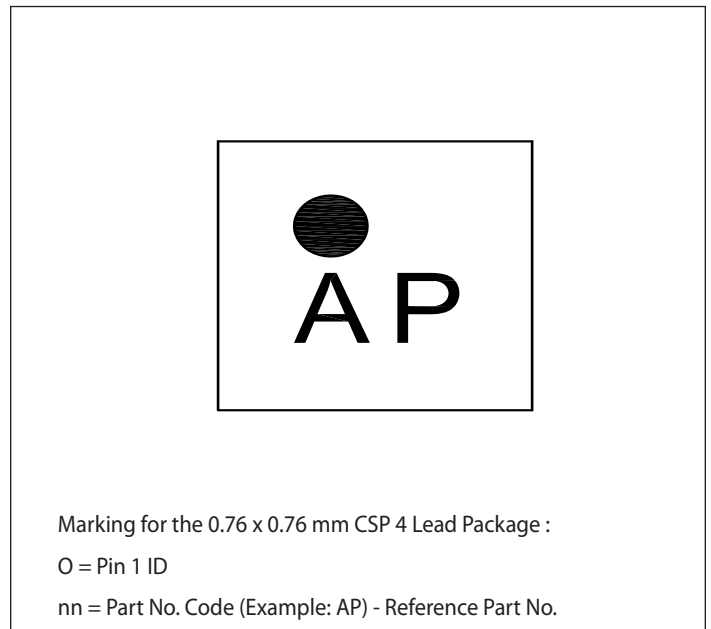 AP
Marking for the 0.76 x 0.76 mm CSP 4 Lead Package :
O = Pin 1 ID
nn = Part No. Code (Example: AP) - Reference Part No.